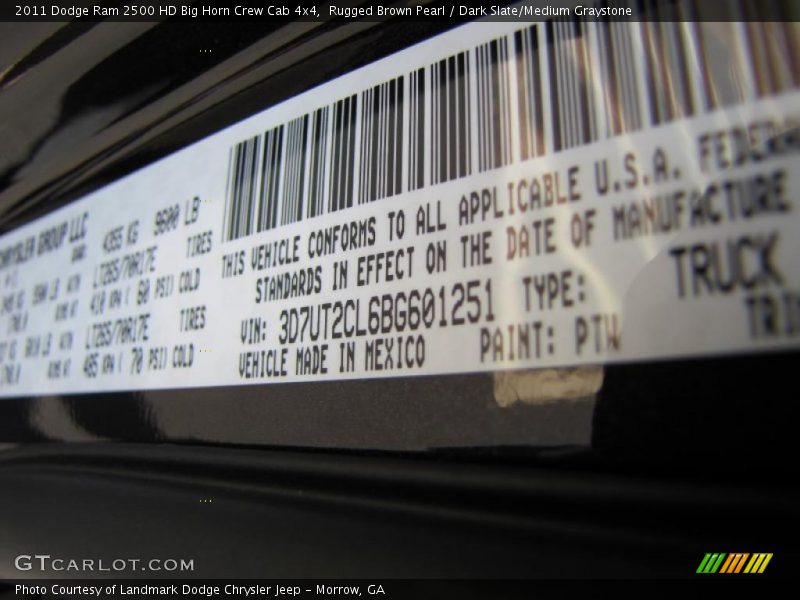 2011 Dodge Ram 2500 HD Big Horn Crew Cab 4x4, Rugged Brown Pearl / Dark Slate/Medium Graystone
CHRYSLER GROUP LLC
4355 KG 9600 LB
LT265/70R17E TIRES
410 KPA ( 60 PSI) COLD
LT265/70R17E TIRES
485 KPA ( 70 PSI) COLD
THIS VEHICLE CONFORMS TO ALL APPLICABLE U.S.A. FEDERAL
STANDARDS IN EFFECT ON THE DATE OF MANUFACTURE
VIN: 3D7UT2CL6BG601251 TYPE: TRUCK
VEHICLE MADE IN MEXICO PAINT: PTW
GTCARLOT.COM
Photo Courtesy of Landmark Dodge Chrysler Jeep - Morrow, GA